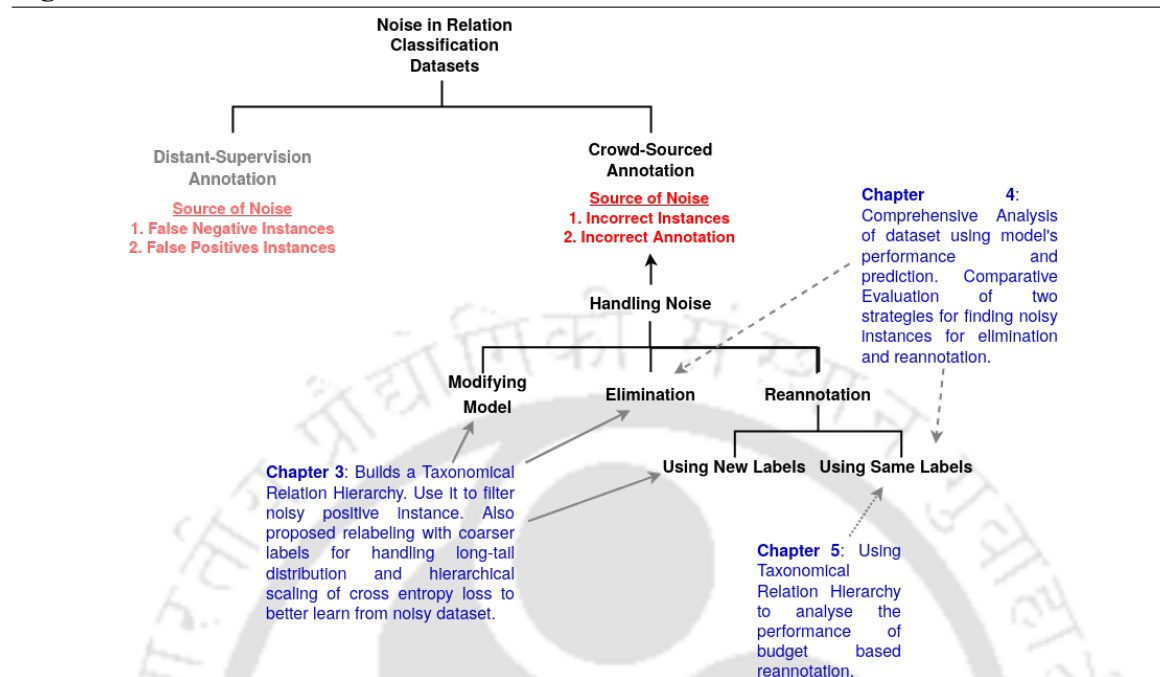 Noise in Relation
Classification
Datasets
Distant-Supervision
Annotation
Source of Noise
1. False Negative Instances
2. False Positives Instances
Crowd-Sourced
Annotation
Source of Noise
1. Incorrect Instances
2. Incorrect Annotation
Chapter 4:
Comprehensive Analysis
of dataset using model's
performance and
prediction. Comparative
Evaluation of two
strategies for finding noisy
instances for elimination
and reannotation.
Handling Noise
Modifying
Model
Elimination
Reannotation
Using New Labels
Using Same Labels
Chapter 3: Builds a Taxonomical
Relation Hierarchy. Use it to filter
noisy positive instance. Also
proposed relabeling with coarser
labels for handling long-tail
distribution and hierarchical
scaling of cross entropy loss to
better learn from noisy dataset.
Chapter 5: Using
Taxonomical
Relation Hierarchy
to analyse the
performance of
budget based
reannotation.